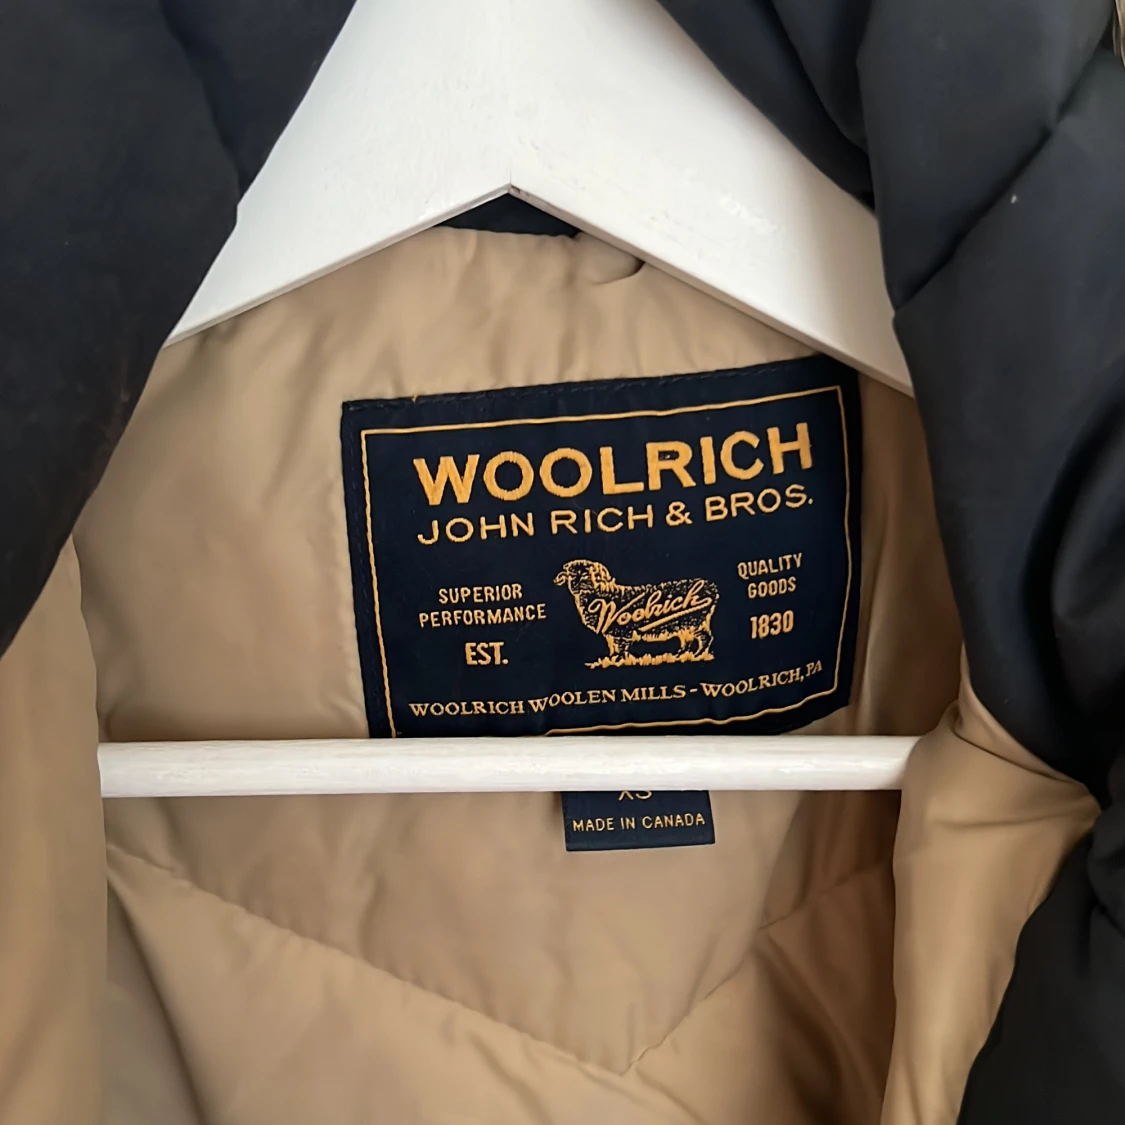 WOOLRICH
JOHN RICH & BROS.
SUPERIOR
PERFORMANCE
EST.
Woolrich
QUALITY
GOODS
1830
WOOLRICH WOOLEN MILLS - WOOLRICH, PA
XS
MADE IN CANADA